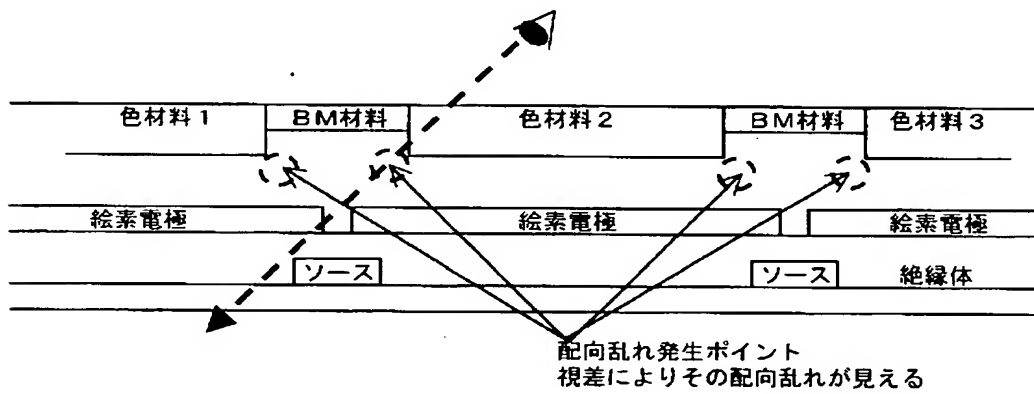 色材料1 BM材料 色材料2 BM材料 色材料3
絵素電極 絵素電極 絵素電極
ソース ソース 絶縁体
配向乱れ発生ポイント
視差によりその配向乱れが見える